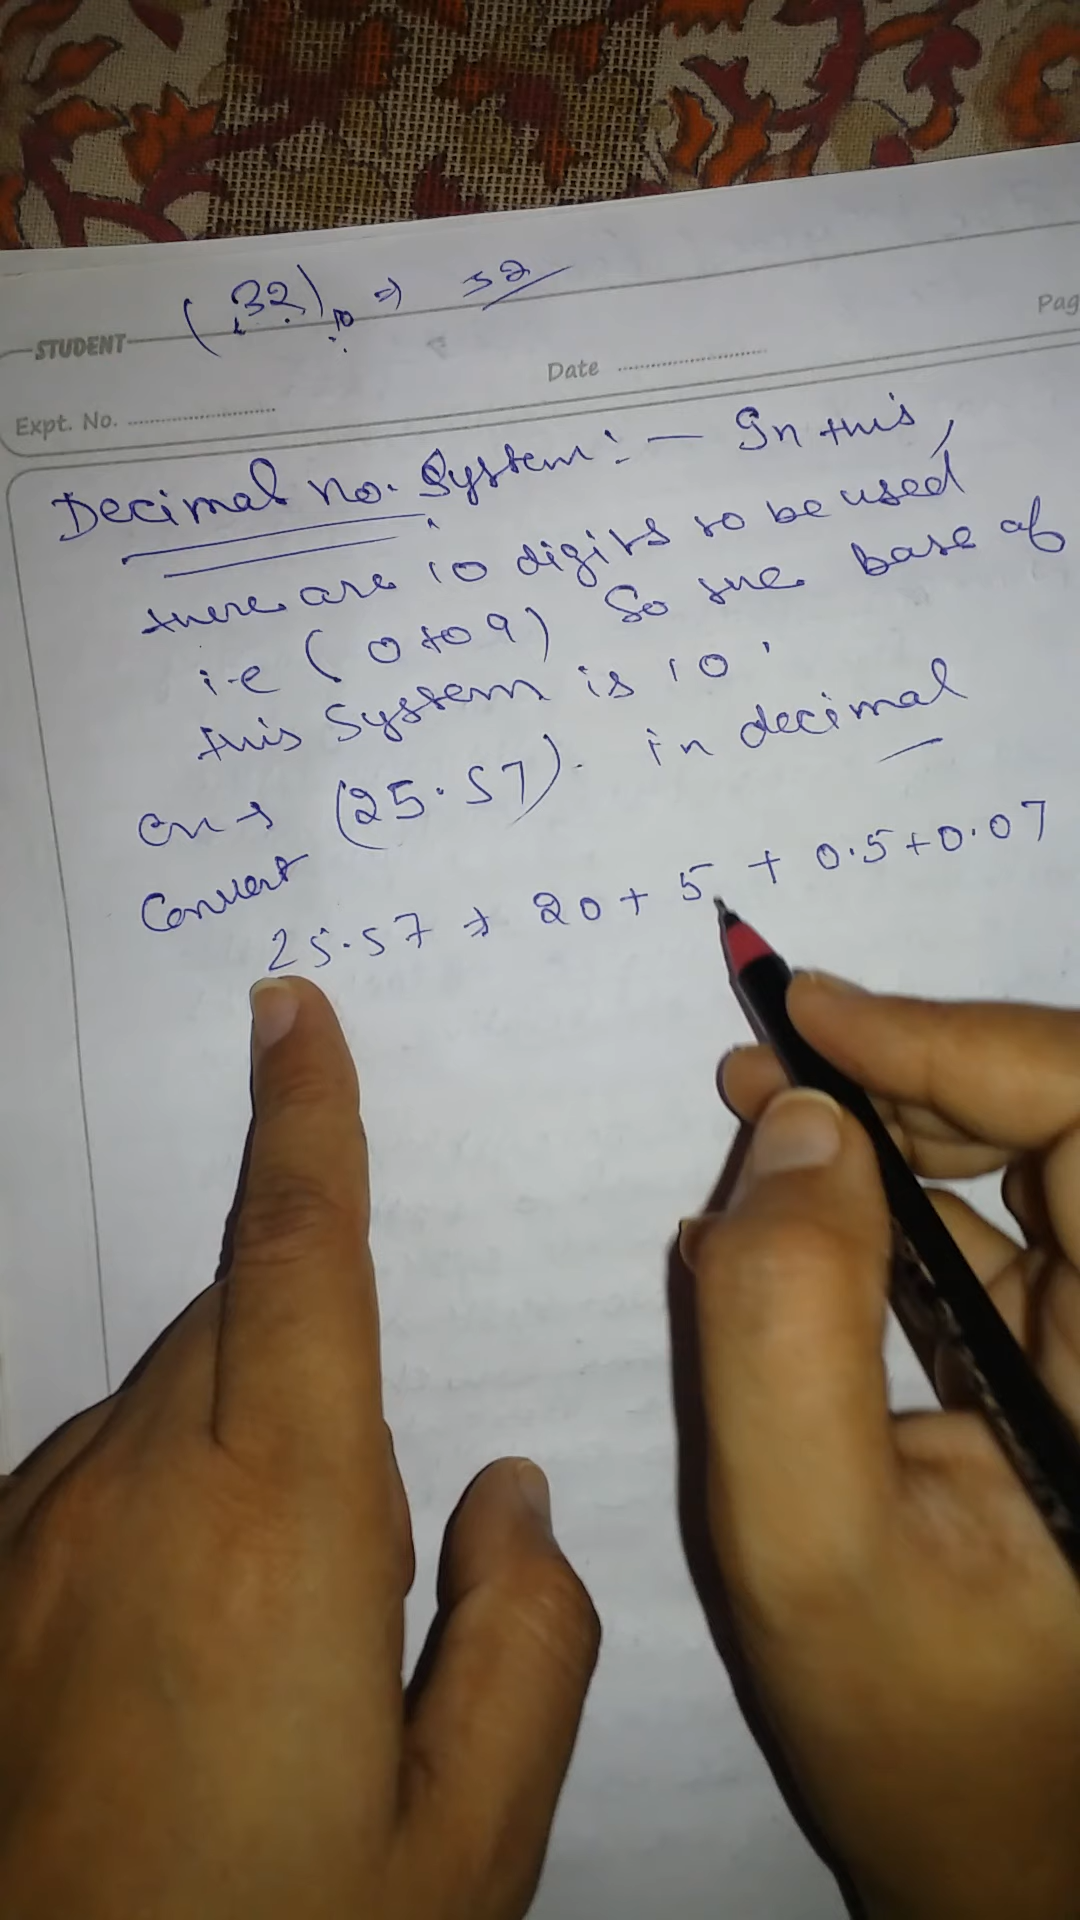 (32)10 => 32
STUDENT
Pag
Date
Expt. No.
Decimal no. System:- In this,
there are 10 digits to be used
i.e ( 0 to 9) So the base of
this System is 10'
Convert (25.57). in decimal
25.57 → 20 + 5 + 0.5+0.07